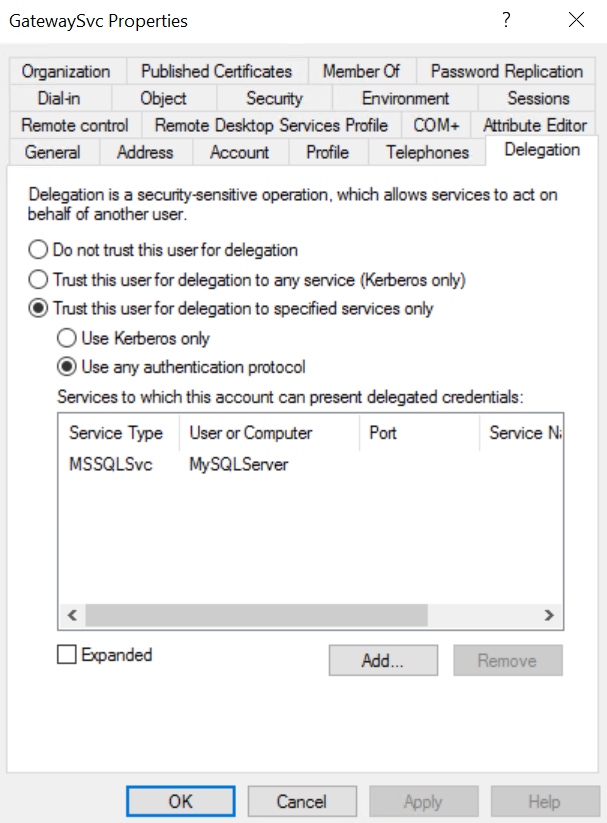 GatewaySvc Properties
?
Organization Published Certificates Member Of Password Replication
Dial-in Object Security Environment Sessions
Remote control Remote Desktop Services Profile COM+ Attribute Editor
General Address Account Profile Telephones Delegation
Delegation is a security-sensitive operation, which allows services to act on
behalf of another user.
Do not trust this user for delegation
Trust this user for delegation to any service (Kerberos only)
Trust this user for delegation to specified services only
Use Kerberos only
Use any authentication protocol
Services to which this account can present delegated credentials:
Service Type User or Computer Port Service
MSSQLSvc MySQLServer
Expanded Add... Remove
OK Cancel Apply Help